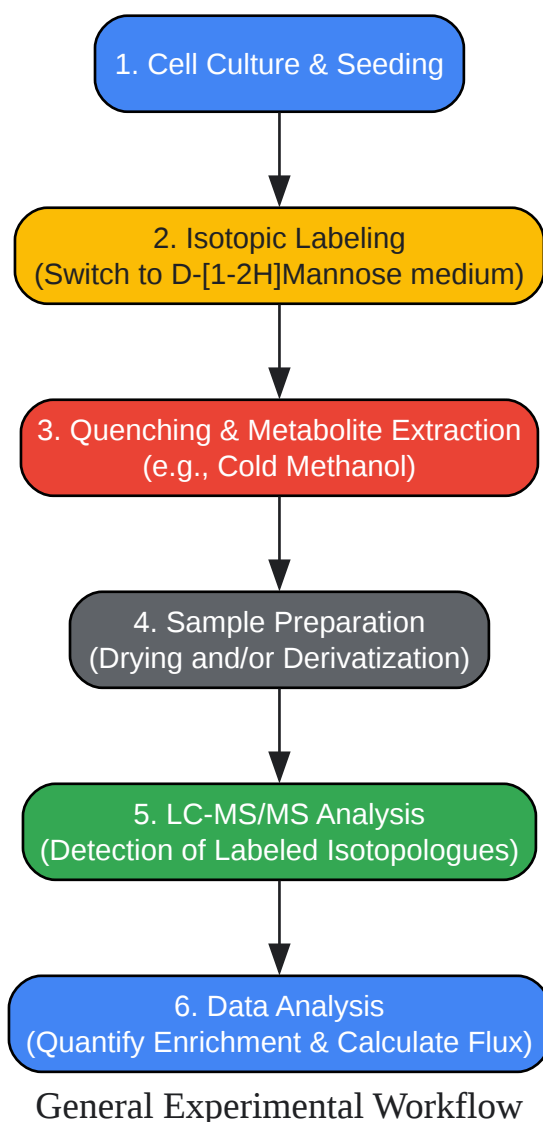 1. Cell Culture & Seeding
2. Isotopic Labeling
(Switch to D-[1-2H]Mannose medium)
3. Quenching & Metabolite Extraction
(e.g., Cold Methanol)
4. Sample Preparation
(Drying and/or Derivatization)
5. LC-MS/MS Analysis
(Detection of Labeled Isotopologues)
6. Data Analysis
(Quantify Enrichment & Calculate Flux)
General Experimental Workflow